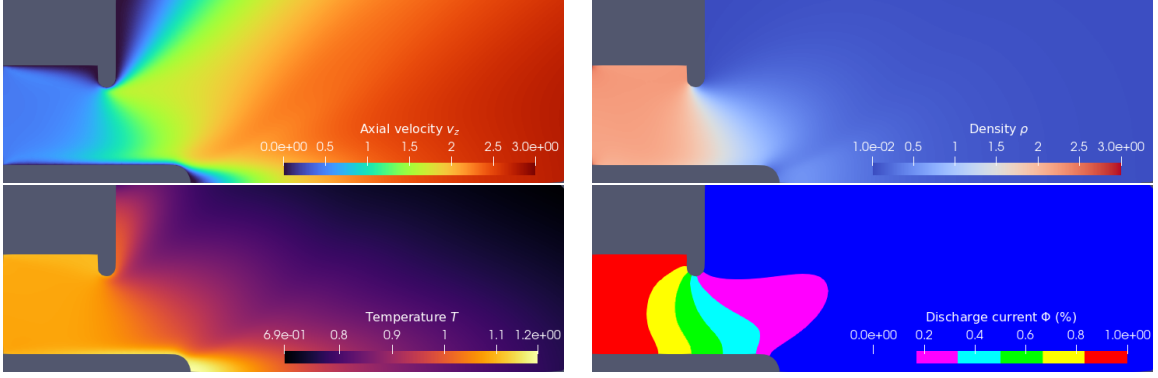 Axial velocity v_z
0.0e+00 0.5 1 1.5 2 2.5 3.0e+00
Density ρ
1.0e-02 0.5 1 1.5 2 2.5 3.0e+00
Temperature T
6.9e-01 0.8 0.9 1 1.1 1.2e+00
Discharge current Φ (%)
0.0e+00 0.2 0.4 0.6 0.8 1.0e+00